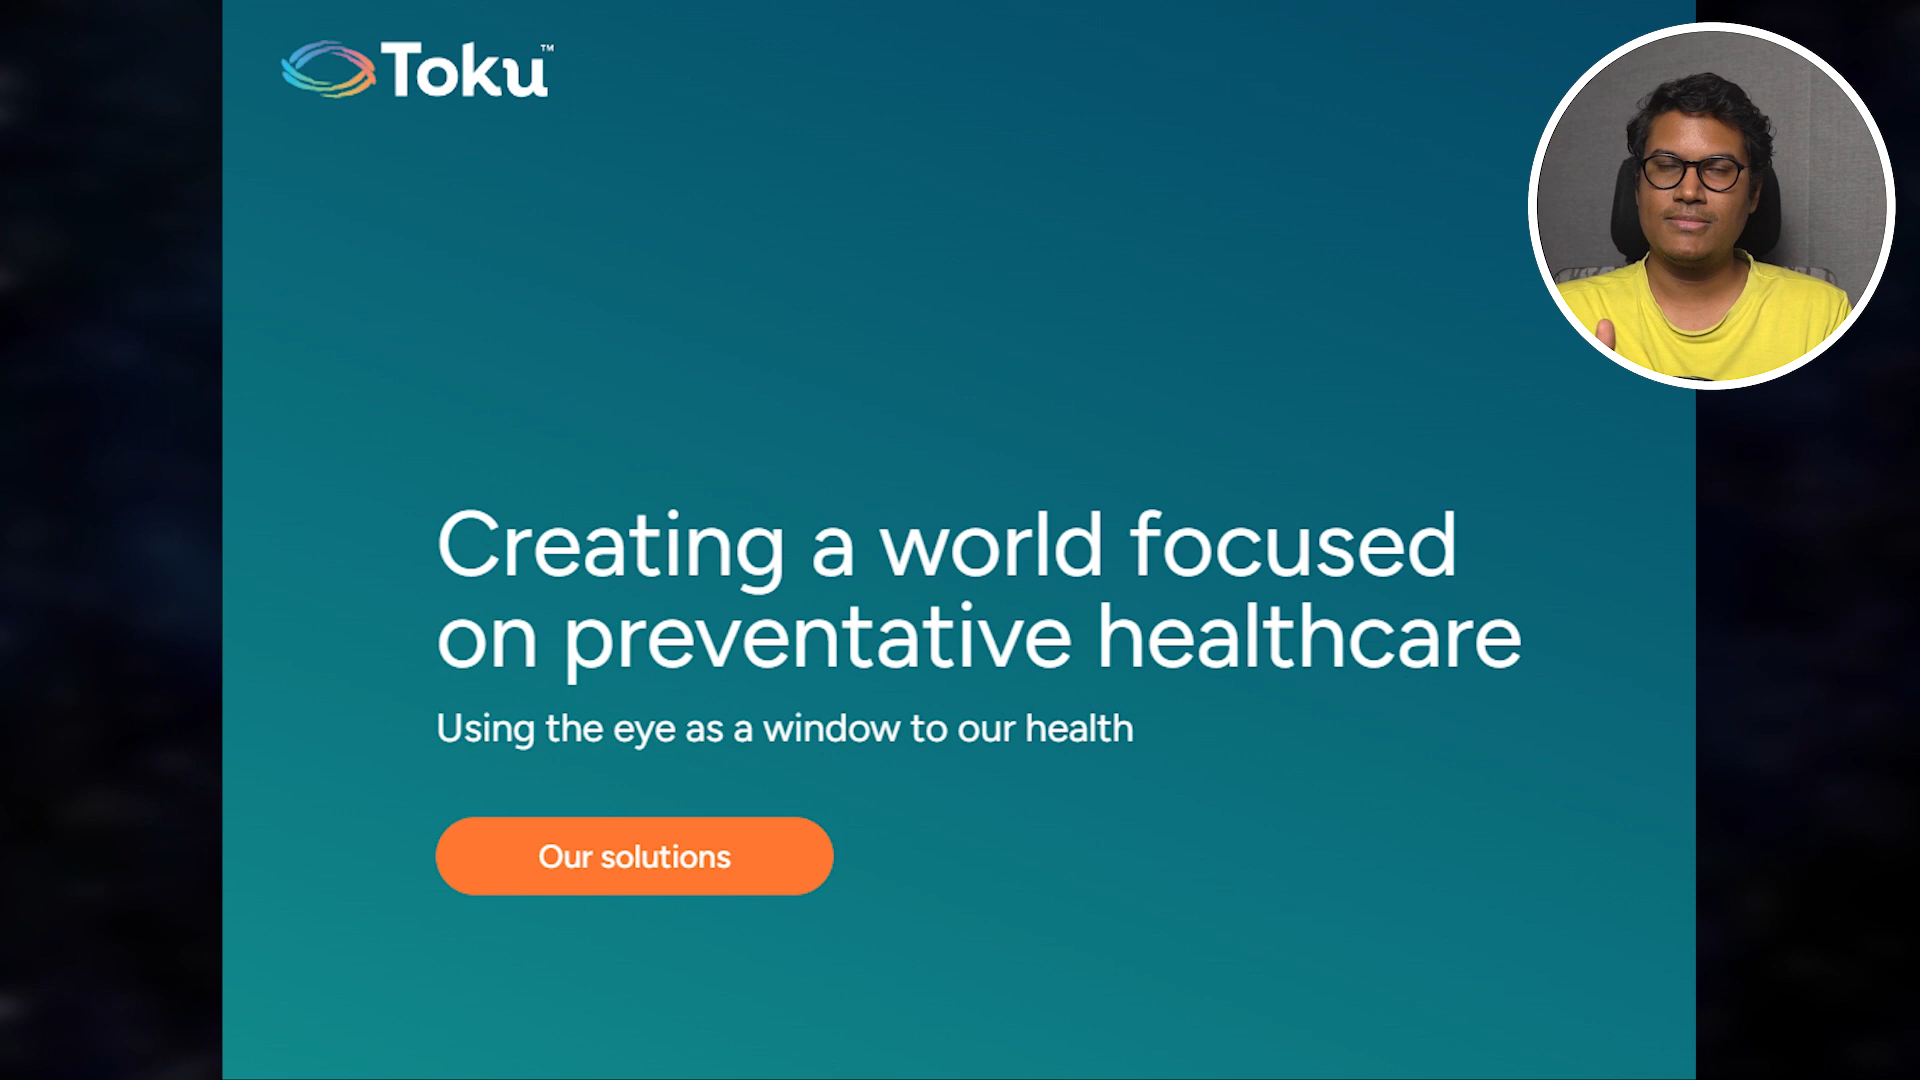 Toku™
Creating a world focused
on preventative healthcare
Using the eye as a window to our health
Our solutions